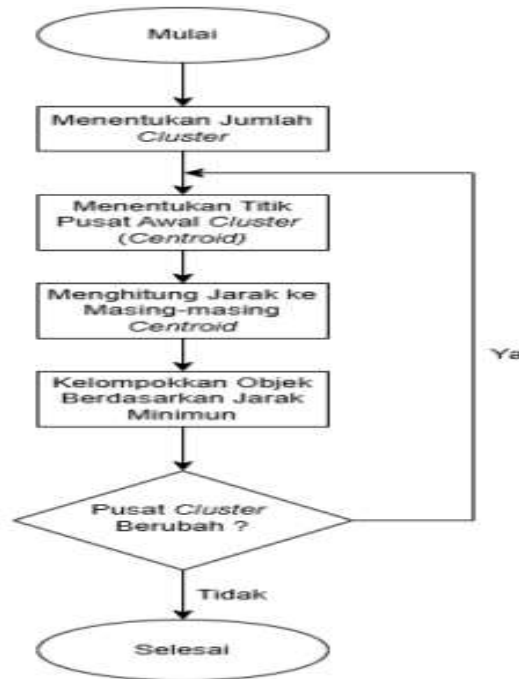 Mulai
Menentukan Jumlah
Cluster
Menentukan Titik
Pusat Awal Cluster
(Centroid)
Menghitung Jarak ke
Masing-masing
Centroid
Kelompokkan Objek
Berdasarkan Jarak
Minimun
Ya
Pusat Cluster
Berubah ?
Tidak
Selesai